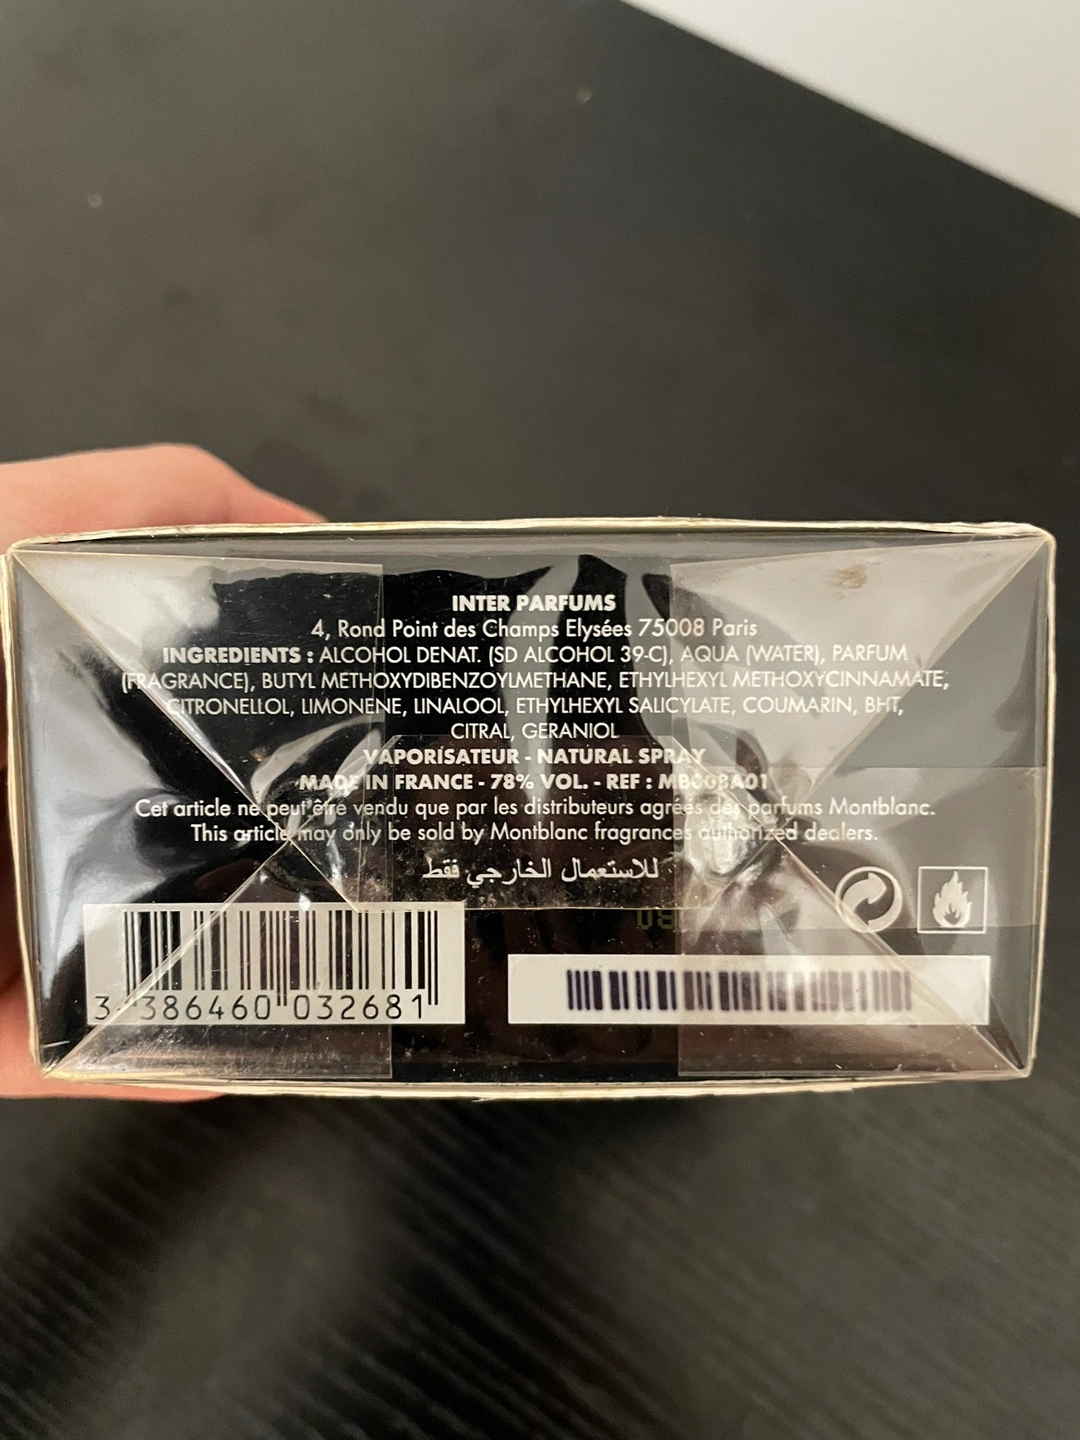 INTER PARFUMS
4, Rond Point des Champs Elysées 75008 Paris
INGREDIENTS : ALCOHOL DENAT. (SD ALCOHOL 39-C), AQUA (WATER), PARFUM
(FRAGRANCE), BUTYL METHOXYDIBENZOYLMETHANE, ETHYLHEXYL METHOXYCINNAMATE,
CITRONELLOL, LIMONENE, LINALOOL, ETHYLHEXYL SALICYLATE, COUMARIN, BHT,
CITRAL, GERANIOL
VAPORISATEUR - NATURAL SPRAY
MADE IN FRANCE - 78% VOL. - REF : MB008A01
Cet article ne peut être vendu que par les distributeurs agréés des parfums Montblanc.
This article may only be sold by Montblanc fragrances authorized dealers.
للاستعمال الخارجي فقط
3 386460 032681